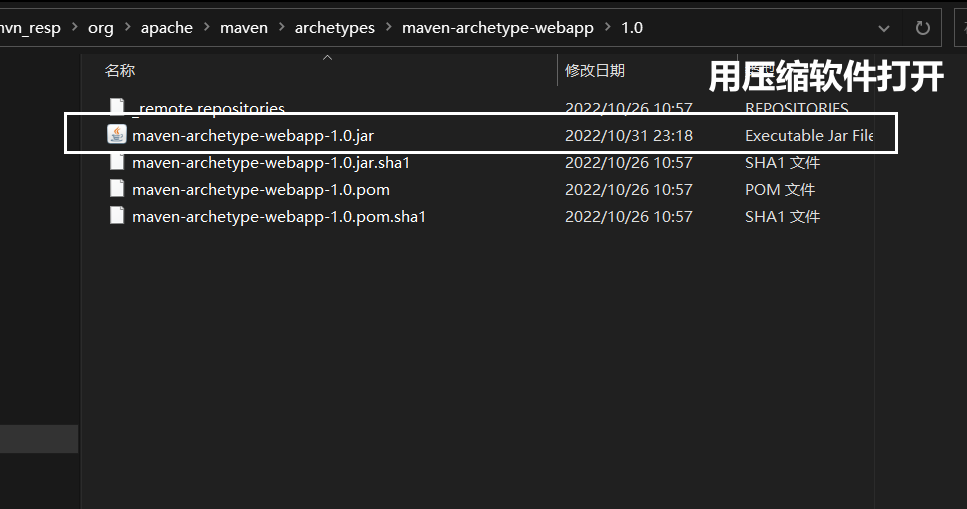 mvn_resp > org > apache > maven > archetypes > maven-archetype-webapp > 1.0
名称 修改日期
用压缩软件打开
_remote.repositories 2022/10/26 10:57 REPOSITORIES
maven-archetype-webapp-1.0.jar 2022/10/31 23:18 Executable Jar File
maven-archetype-webapp-1.0.jar.sha1 2022/10/26 10:57 SHA1 文件
maven-archetype-webapp-1.0.pom 2022/10/26 10:57 POM 文件
maven-archetype-webapp-1.0.pom.sha1 2022/10/26 10:57 SHA1 文件